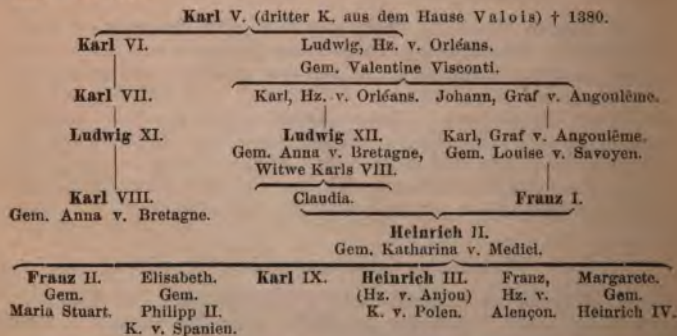 Karl V. (dritter K. aus dem Hause Valois) † 1380.
Karl VI. Ludwig, Hz. v. Orléans.
Gem. Valentine Visconti.
Karl VII. Karl, Hz. v. Orléans. Johann, Graf v. Angoulême.
Ludwig XI. Ludwig XII. Karl, Graf v. Angoulême.
Gem. Anna v. Bretagne, Gem. Louise v. Savoyen.
Witwe Karls VIII.
Karl VIII. Claudia. Franz I.
Gem. Anna v. Bretagne.
Heinrich II.
Gem. Katharina v. Medici.
Franz II. Elisabeth. Karl IX. Heinrich III. Franz, Margarete.
Gem. Gem. (Hz. v. Anjou) Hz. v. Gem.
Maria Stuart. Philipp II. K. v. Polen. Alençon. Heinrich IV.
K. v. Spanien.